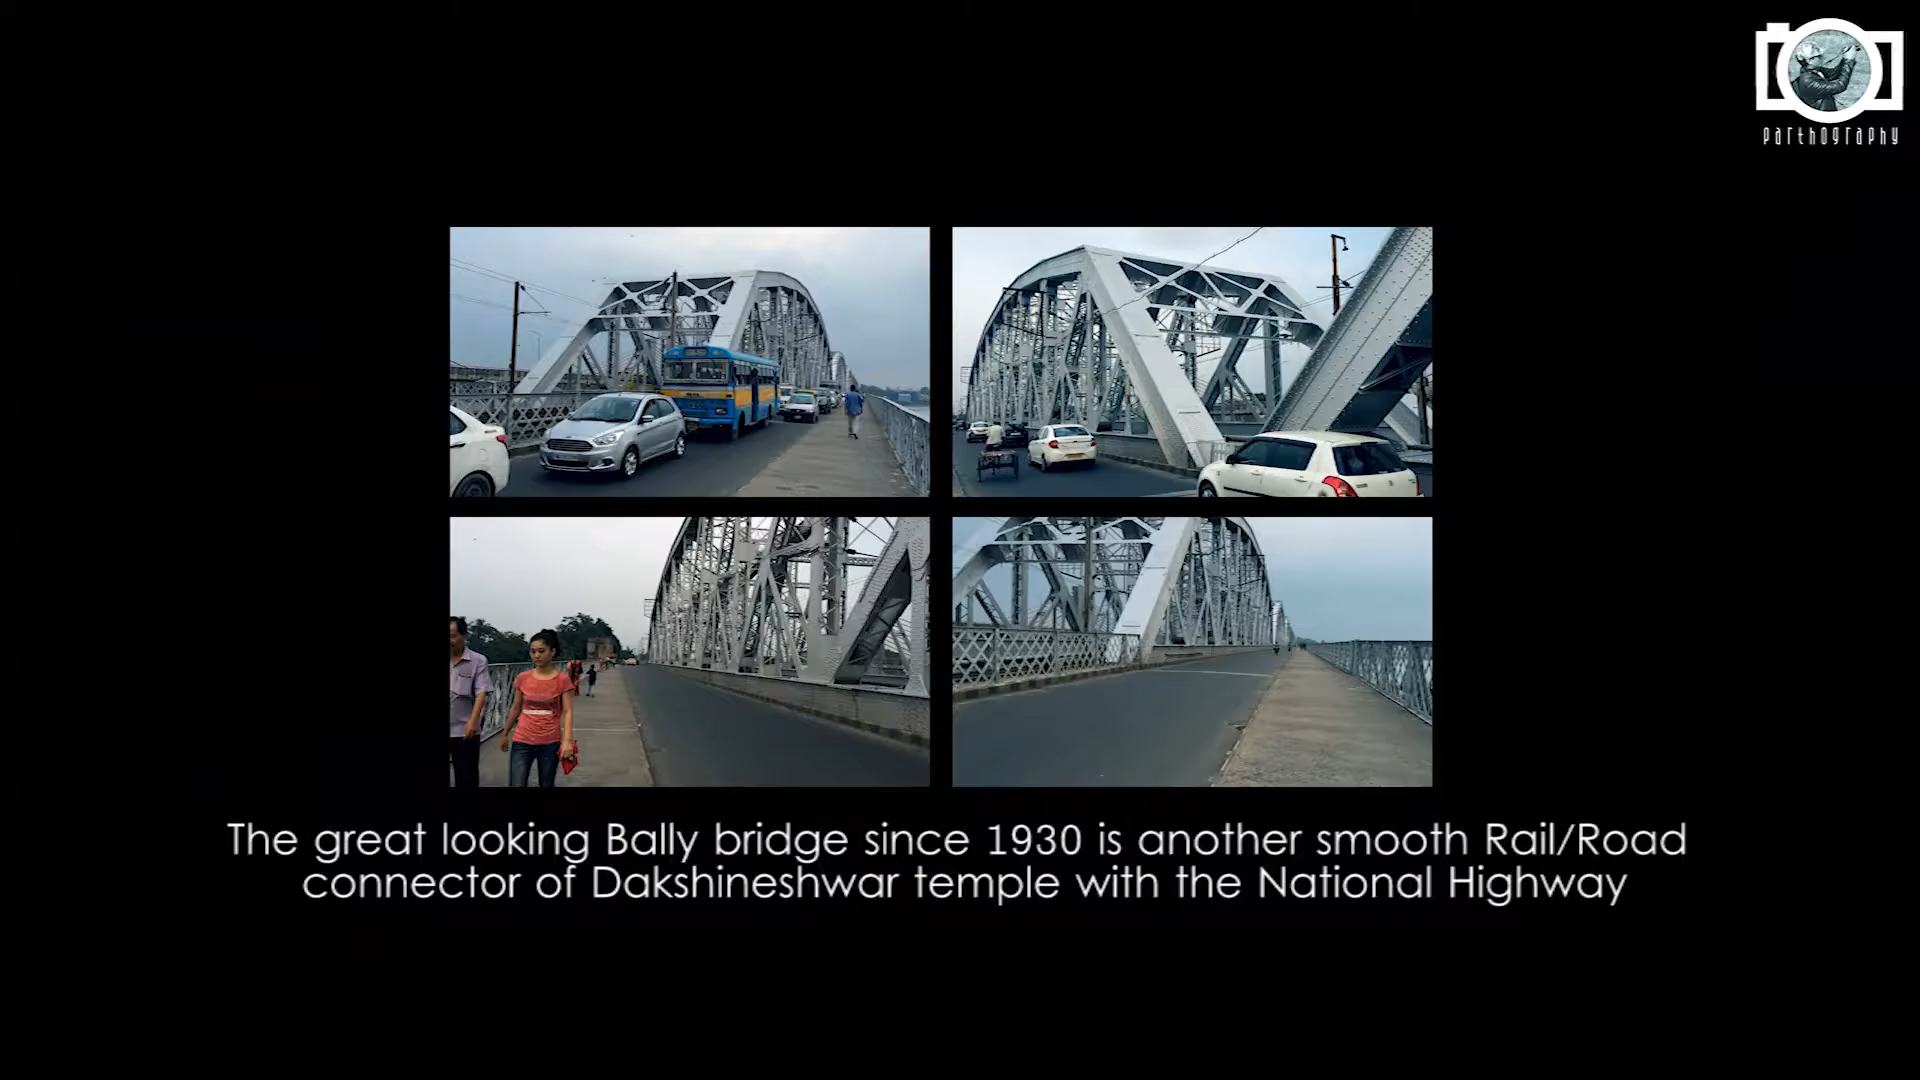 parthography
The great looking Bally bridge since 1930 is another smooth Rail/Road
connector of Dakshineshwar temple with the National Highway